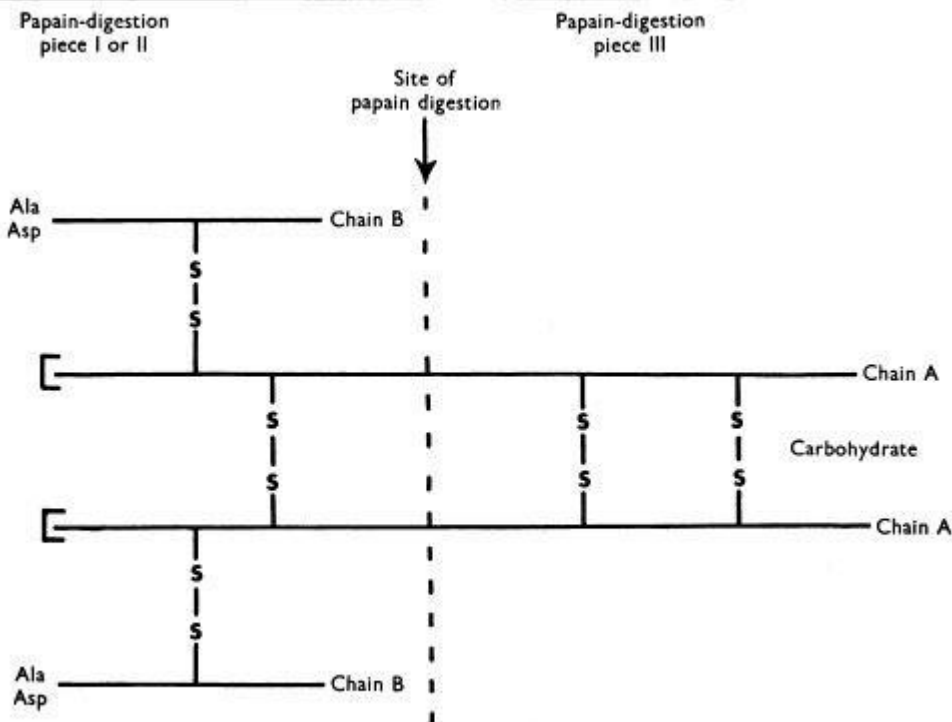 Papain-digestion
piece I or II
Papain-digestion
piece III
Site of
papain digestion
Ala
Asp
Chain B
S
S
Chain A
S
S
S
S
S
S
Carbohydrate
Chain A
S
S
Ala
Asp
Chain B